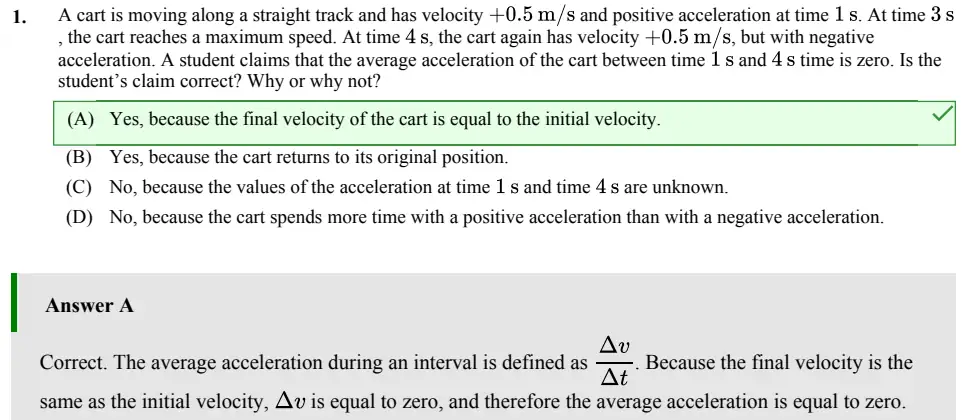 1. A cart is moving along a straight track and has velocity +0.5 m/s and positive acceleration at time 1 s. At time 3 s
, the cart reaches a maximum speed. At time 4 s, the cart again has velocity +0.5 m/s, but with negative
acceleration. A student claims that the average acceleration of the cart between time 1 s and 4 s time is zero. Is the
student's claim correct? Why or why not?
(A) Yes, because the final velocity of the cart is equal to the initial velocity.
(B) Yes, because the cart returns to its original position.
(C) No, because the values of the acceleration at time 1 s and time 4 s are unknown.
(D) No, because the cart spends more time with a positive acceleration than with a negative acceleration.
Answer A
Correct. The average acceleration during an interval is defined as Δv/Δt. Because the final velocity is the
same as the initial velocity, Δv is equal to zero, and therefore the average acceleration is equal to zero.